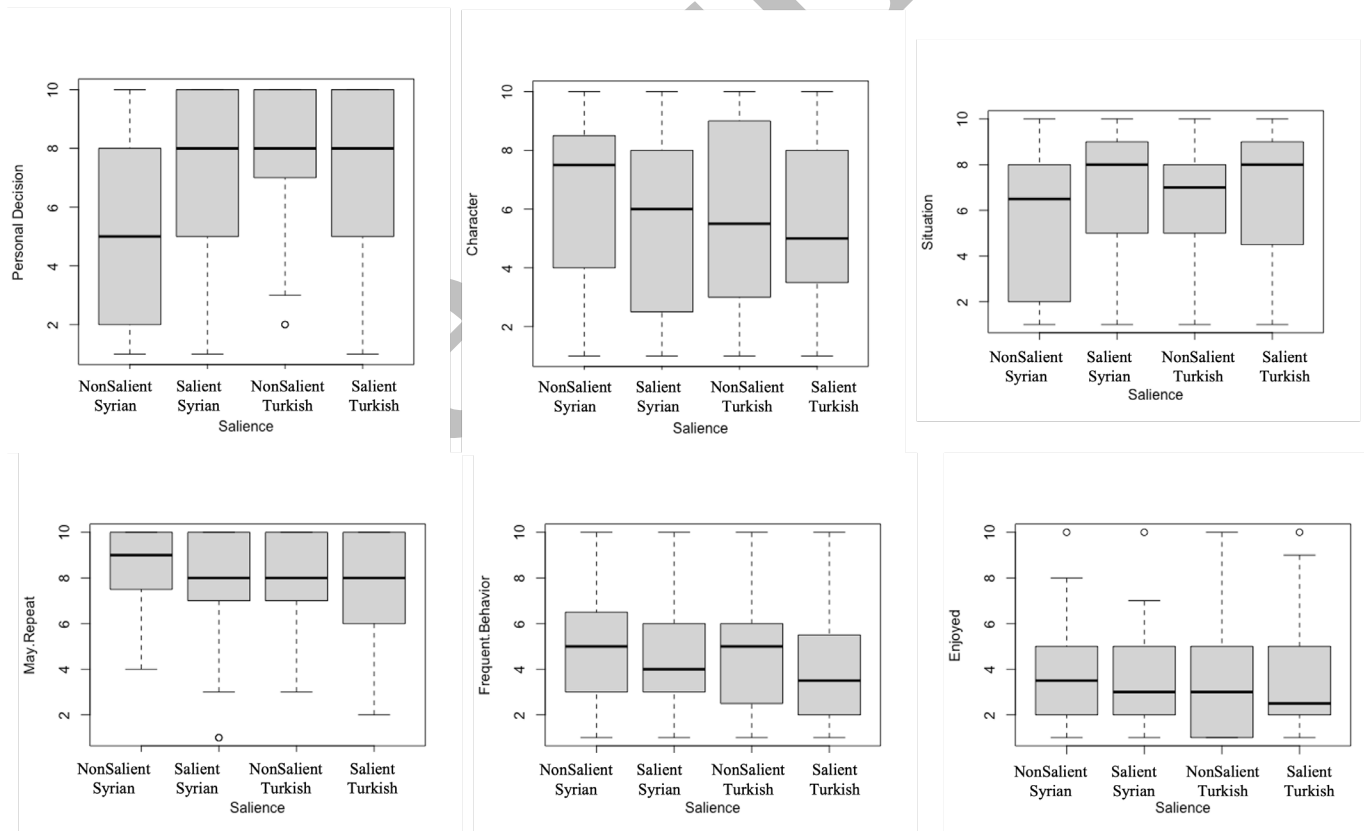 Personal Decision
10
8
6
4
2
NonSalient Salient NonSalient Salient
Syrian Syrian Turkish Turkish
Salience
Character
10
8
6
4
2
NonSalient Salient NonSalient Salient
Syrian Syrian Turkish Turkish
Salience
Situation
10
8
6
4
2
NonSalient Salient NonSalient Salient
Syrian Syrian Turkish Turkish
Salience
May.Repeat
10
8
6
4
2
NonSalient Salient NonSalient Salient
Syrian Syrian Turkish Turkish
Salience
Frequent.Behavior
10
8
6
4
2
NonSalient Salient NonSalient Salient
Syrian Syrian Turkish Turkish
Salience
Enjoyed
10
8
6
4
2
NonSalient Salient NonSalient Salient
Syrian Syrian Turkish Turkish
Salience